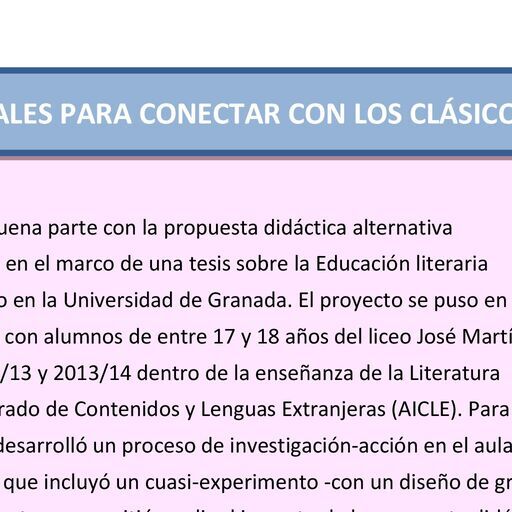 ALES PARA CONECTAR CON LOS CLÁSICO
uena parte con la propuesta didáctica alternativa
en el marco de una tesis sobre la Educación literaria
o en la Universidad de Granada. El proyecto se puso en
con alumnos de entre 17 y 18 años del liceo José Martí
/13 y 2013/14 dentro de la enseñanza de la Literatura
rado de Contenidos y Lenguas Extranjeras (AICLE). Para
desarrolló un proceso de investigación-acción en el aula
que incluyó un cuasi-experimento -con un diseño de gr